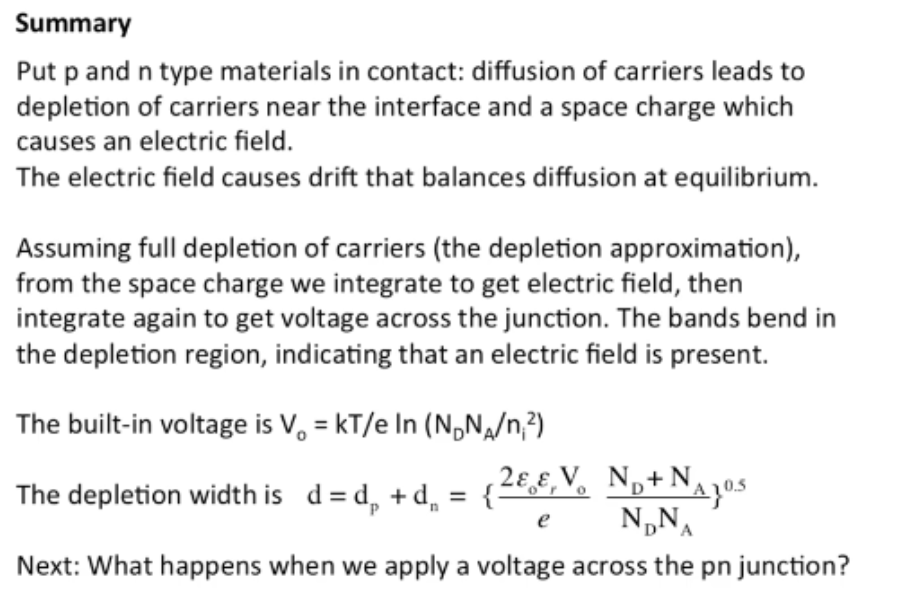 Summary
Put p and n type materials in contact: diffusion of carriers leads to
depletion of carriers near the interface and a space charge which
causes an electric field.
The electric field causes drift that balances diffusion at equilibrium.
Assuming full depletion of carriers (the depletion approximation),
from the space charge we integrate to get electric field, then
integrate again to get voltage across the junction. The bands bend in
the depletion region, indicating that an electric field is present.
The built-in voltage is Vₒ = kT/e ln (N_DN_A/nᵢ²)
The depletion width is d = dₚ + dₙ = {2εₒεᵣVₒ/e (N_D + N_A)/(N_DN_A)}^0.5
Next: What happens when we apply a voltage across the pn junction?